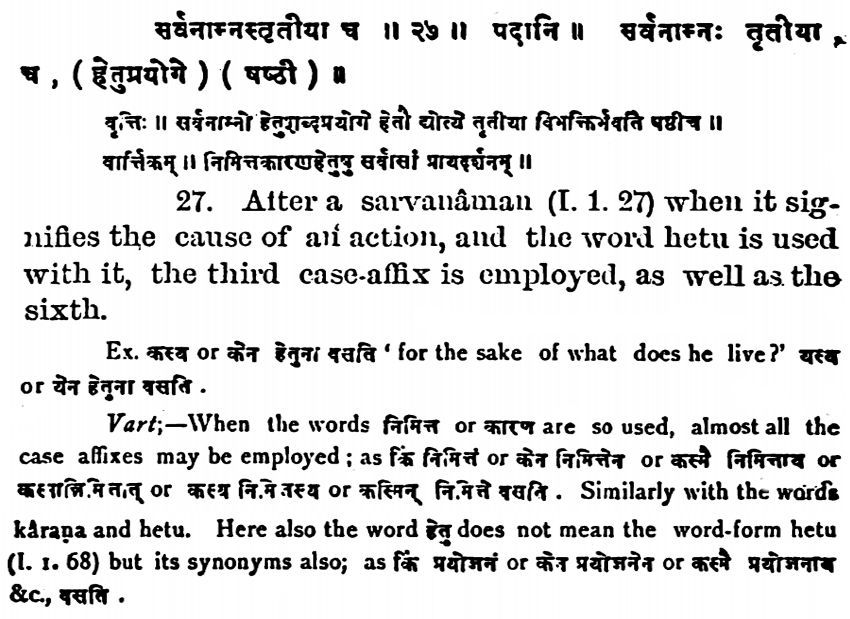 सर्वनाम्नस्तृतीया च ॥ २७ ॥ पदानि ॥ सर्वनाम्नः तृतीया,
च, (हेतुप्रयोगे) (षष्ठी) ॥
वृत्तिः ॥ सर्वनाम्नो हेतुशब्दप्रयोगे हेतौ द्योत्ये तृतीया विभक्तिर्भवति षष्ठीच ॥
वार्त्तिकम् ॥ निमित्तकारणहेतुषु सर्वासां प्रायदर्शनम् ॥
27. After a sarvanâman (I. 1. 27) when it sig-
nifies the cause of an action, and the word hetu is used
with it, the third case-affix is employed, as well as the
sixth.
Ex. कस्य or केन हेतुना वसति ‘for the sake of what does he live?’ यस्य
or येन हेतुना वसति.
Vart;—When the words निमित्त or कारण are so used, almost all the
case affixes may be employed; as किं निमित्तं or केन निमित्तेन or कस्मै निमित्ताय or
कस्मान्निमित्तात् or कस्य निमित्तस्य or कस्मिन् निमित्ते वसति. Similarly with the words
kâraṇa and hetu. Here also the word हेतु does not mean the word-form hetu
(I. 1. 68) but its synonyms also; as किं प्रयोजनं or केन प्रयोजनेन or कस्मै प्रयोजनाय
&c., वसति.